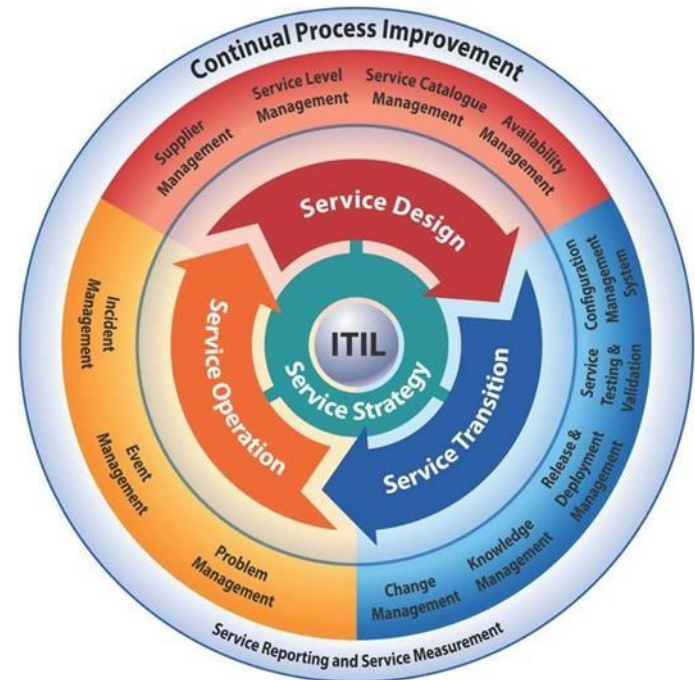 Continual Process Improvement
Supplier
Management
Service Level
Management
Service Catalogue
Management
Availability
Management
Configuration
Management
System
Service
Testing &
Validation
Release &
Deployment
Management
Knowledge
Management
Change
Management
Problem
Management
Event
Management
Incident
Management
Service Design
Service Transition
Service Operation
Service Strategy
ITIL
Service Reporting and Service Measurement